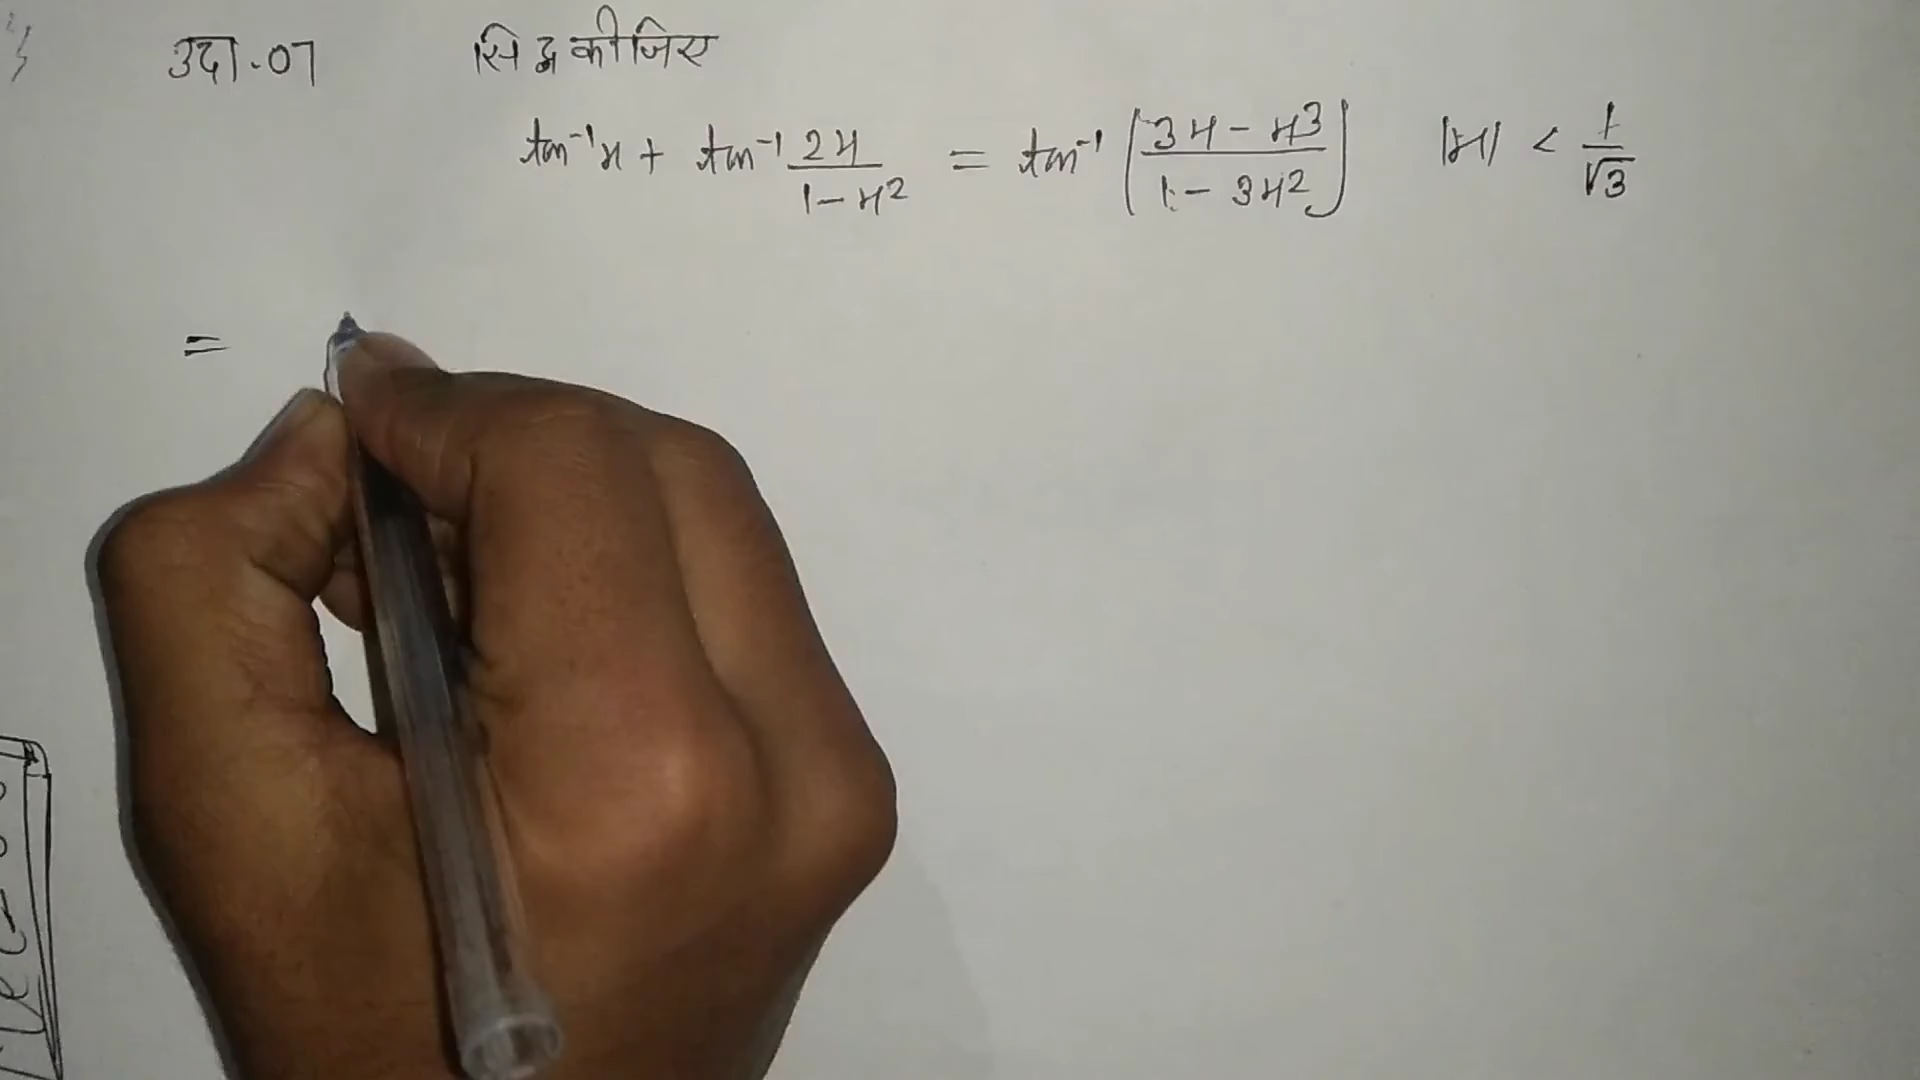 उदा.07 सिद्ध कीजिए
tan⁻¹x + tan⁻¹ 2x/1-x² = tan⁻¹ (3x-x³/1-3x²) |x| < 1/√3
=